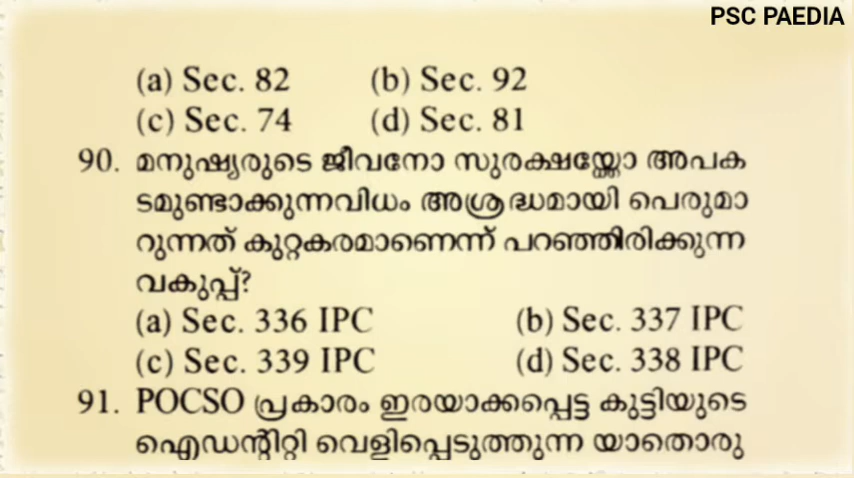 PSC PAEDIA
(a) Sec. 82 (b) Sec. 92
(c) Sec. 74 (d) Sec. 81
90. മനുഷ്യരുടെ ജീവനോ സുരക്ഷയ്ക്കോ അപക
ടമുണ്ടാക്കുന്നവിധം അശ്രദ്ധമായി പെരുമാ
റുന്നത് കുറ്റകരമാണെന്ന് പറഞ്ഞിരിക്കുന്ന
വകുപ്പ്?
(a) Sec. 336 IPC (b) Sec. 337 IPC
(c) Sec. 339 IPC (d) Sec. 338 IPC
91. POCSO പ്രകാരം ഇരയാക്കപ്പെട്ട കുട്ടിയുടെ
ഐഡന്റിറ്റി വെളിപ്പെടുത്തുന്ന യാതൊരു